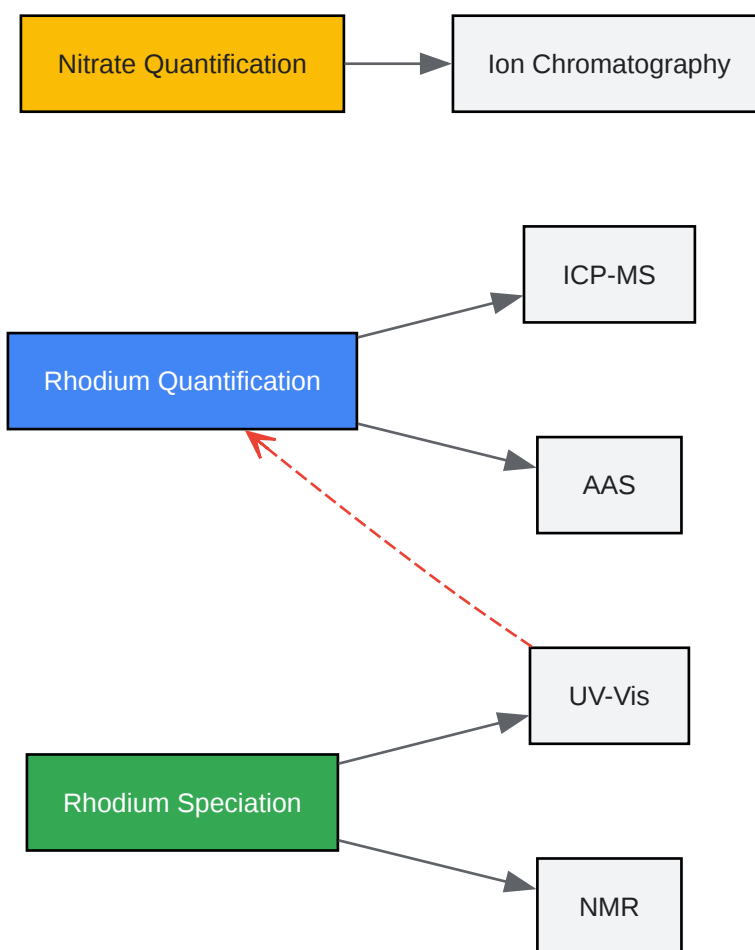 Nitrate Quantification
Ion Chromatography
ICP-MS
Rhodium Quantification
AAS
UV-Vis
Rhodium Speciation
NMR